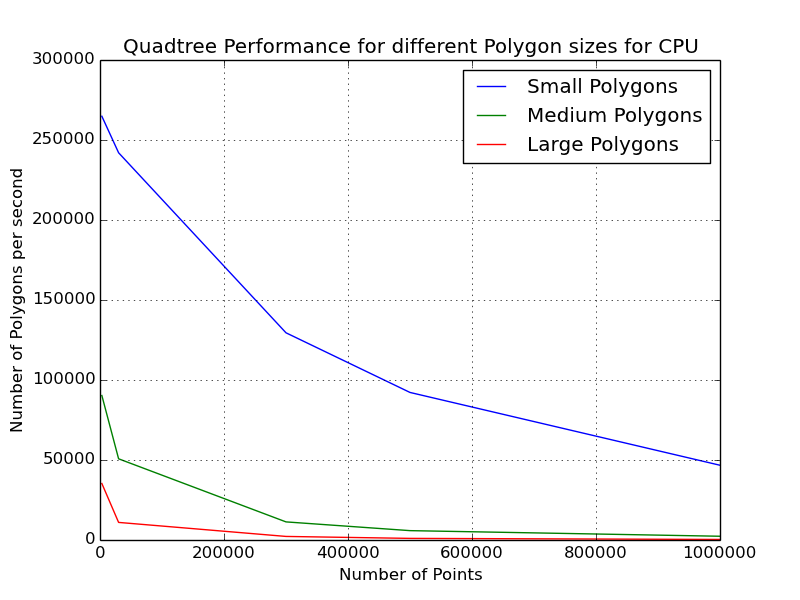 Quadtree Performance for different Polygon sizes for CPU
300000
250000
200000
150000
100000
50000
0
Number of Polygons per second
Small Polygons
Medium Polygons
Large Polygons
0 200000 400000 600000 800000 1000000
Number of Points